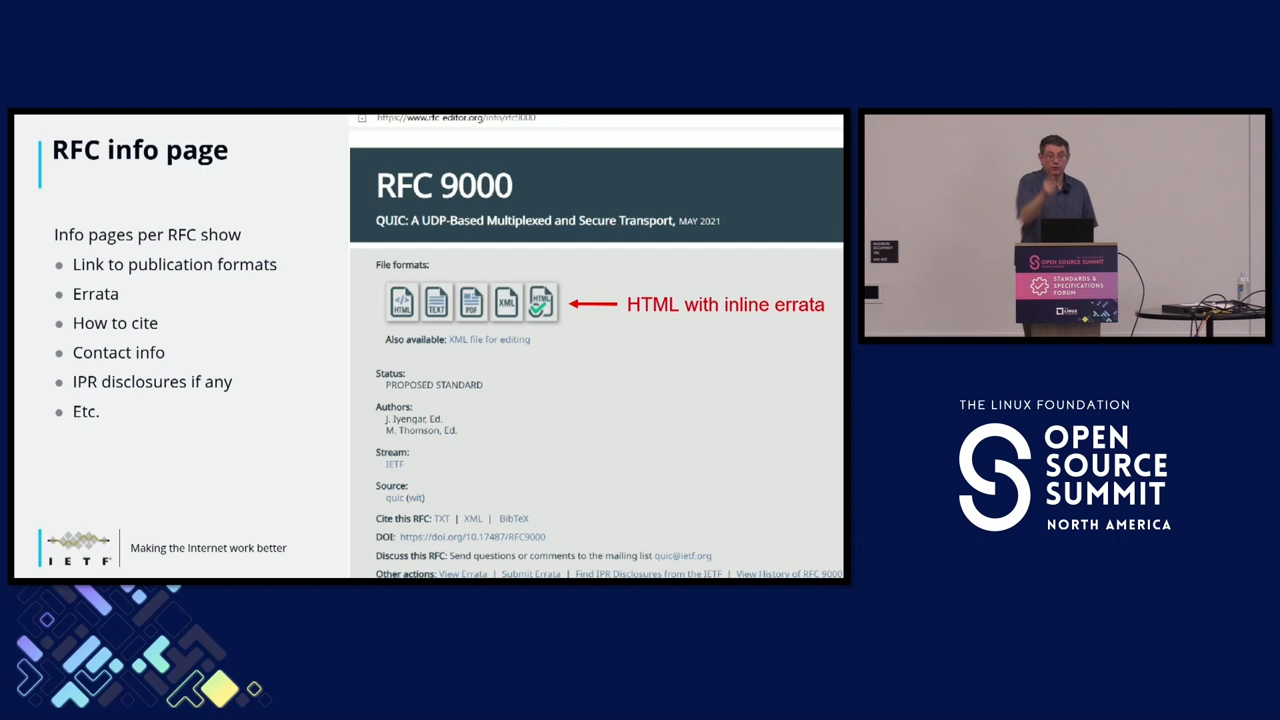 RFC info page
Info pages per RFC show
Link to publication formats
Errata
How to cite
Contact info
IPR disclosures if any
Etc.
IETF
Making the Internet work better
https://www.rfc-editor.org/info/rfc9000
RFC 9000
QUIC: A UDP-Based Multiplexed and Secure Transport, MAY 2021
File formats:
</> HTML
TEXT
PDF
XML
HTML
HTML with inline errata
Also available: XML file for editing
Status:
PROPOSED STANDARD
Authors:
J. Iyengar, Ed.
M. Thomson, Ed.
Stream:
IETF
Source:
quic (wit)
Cite this RFC: TXT | XML | BibTeX
DOI: https://doi.org/10.17487/RFC9000
Discuss this RFC: Send questions or comments to the mailing list quic@ietf.org
Other actions: View Errata | Submit Errata | Find IPR Disclosures from the IETF | View History of RFC 9000
OPEN SOURCE SUMMIT
STANDARDS &
SPECIFICATIONS
FORUM
LINUX
THE LINUX FOUNDATION
OPEN
SOURCE
SUMMIT
NORTH AMERICA